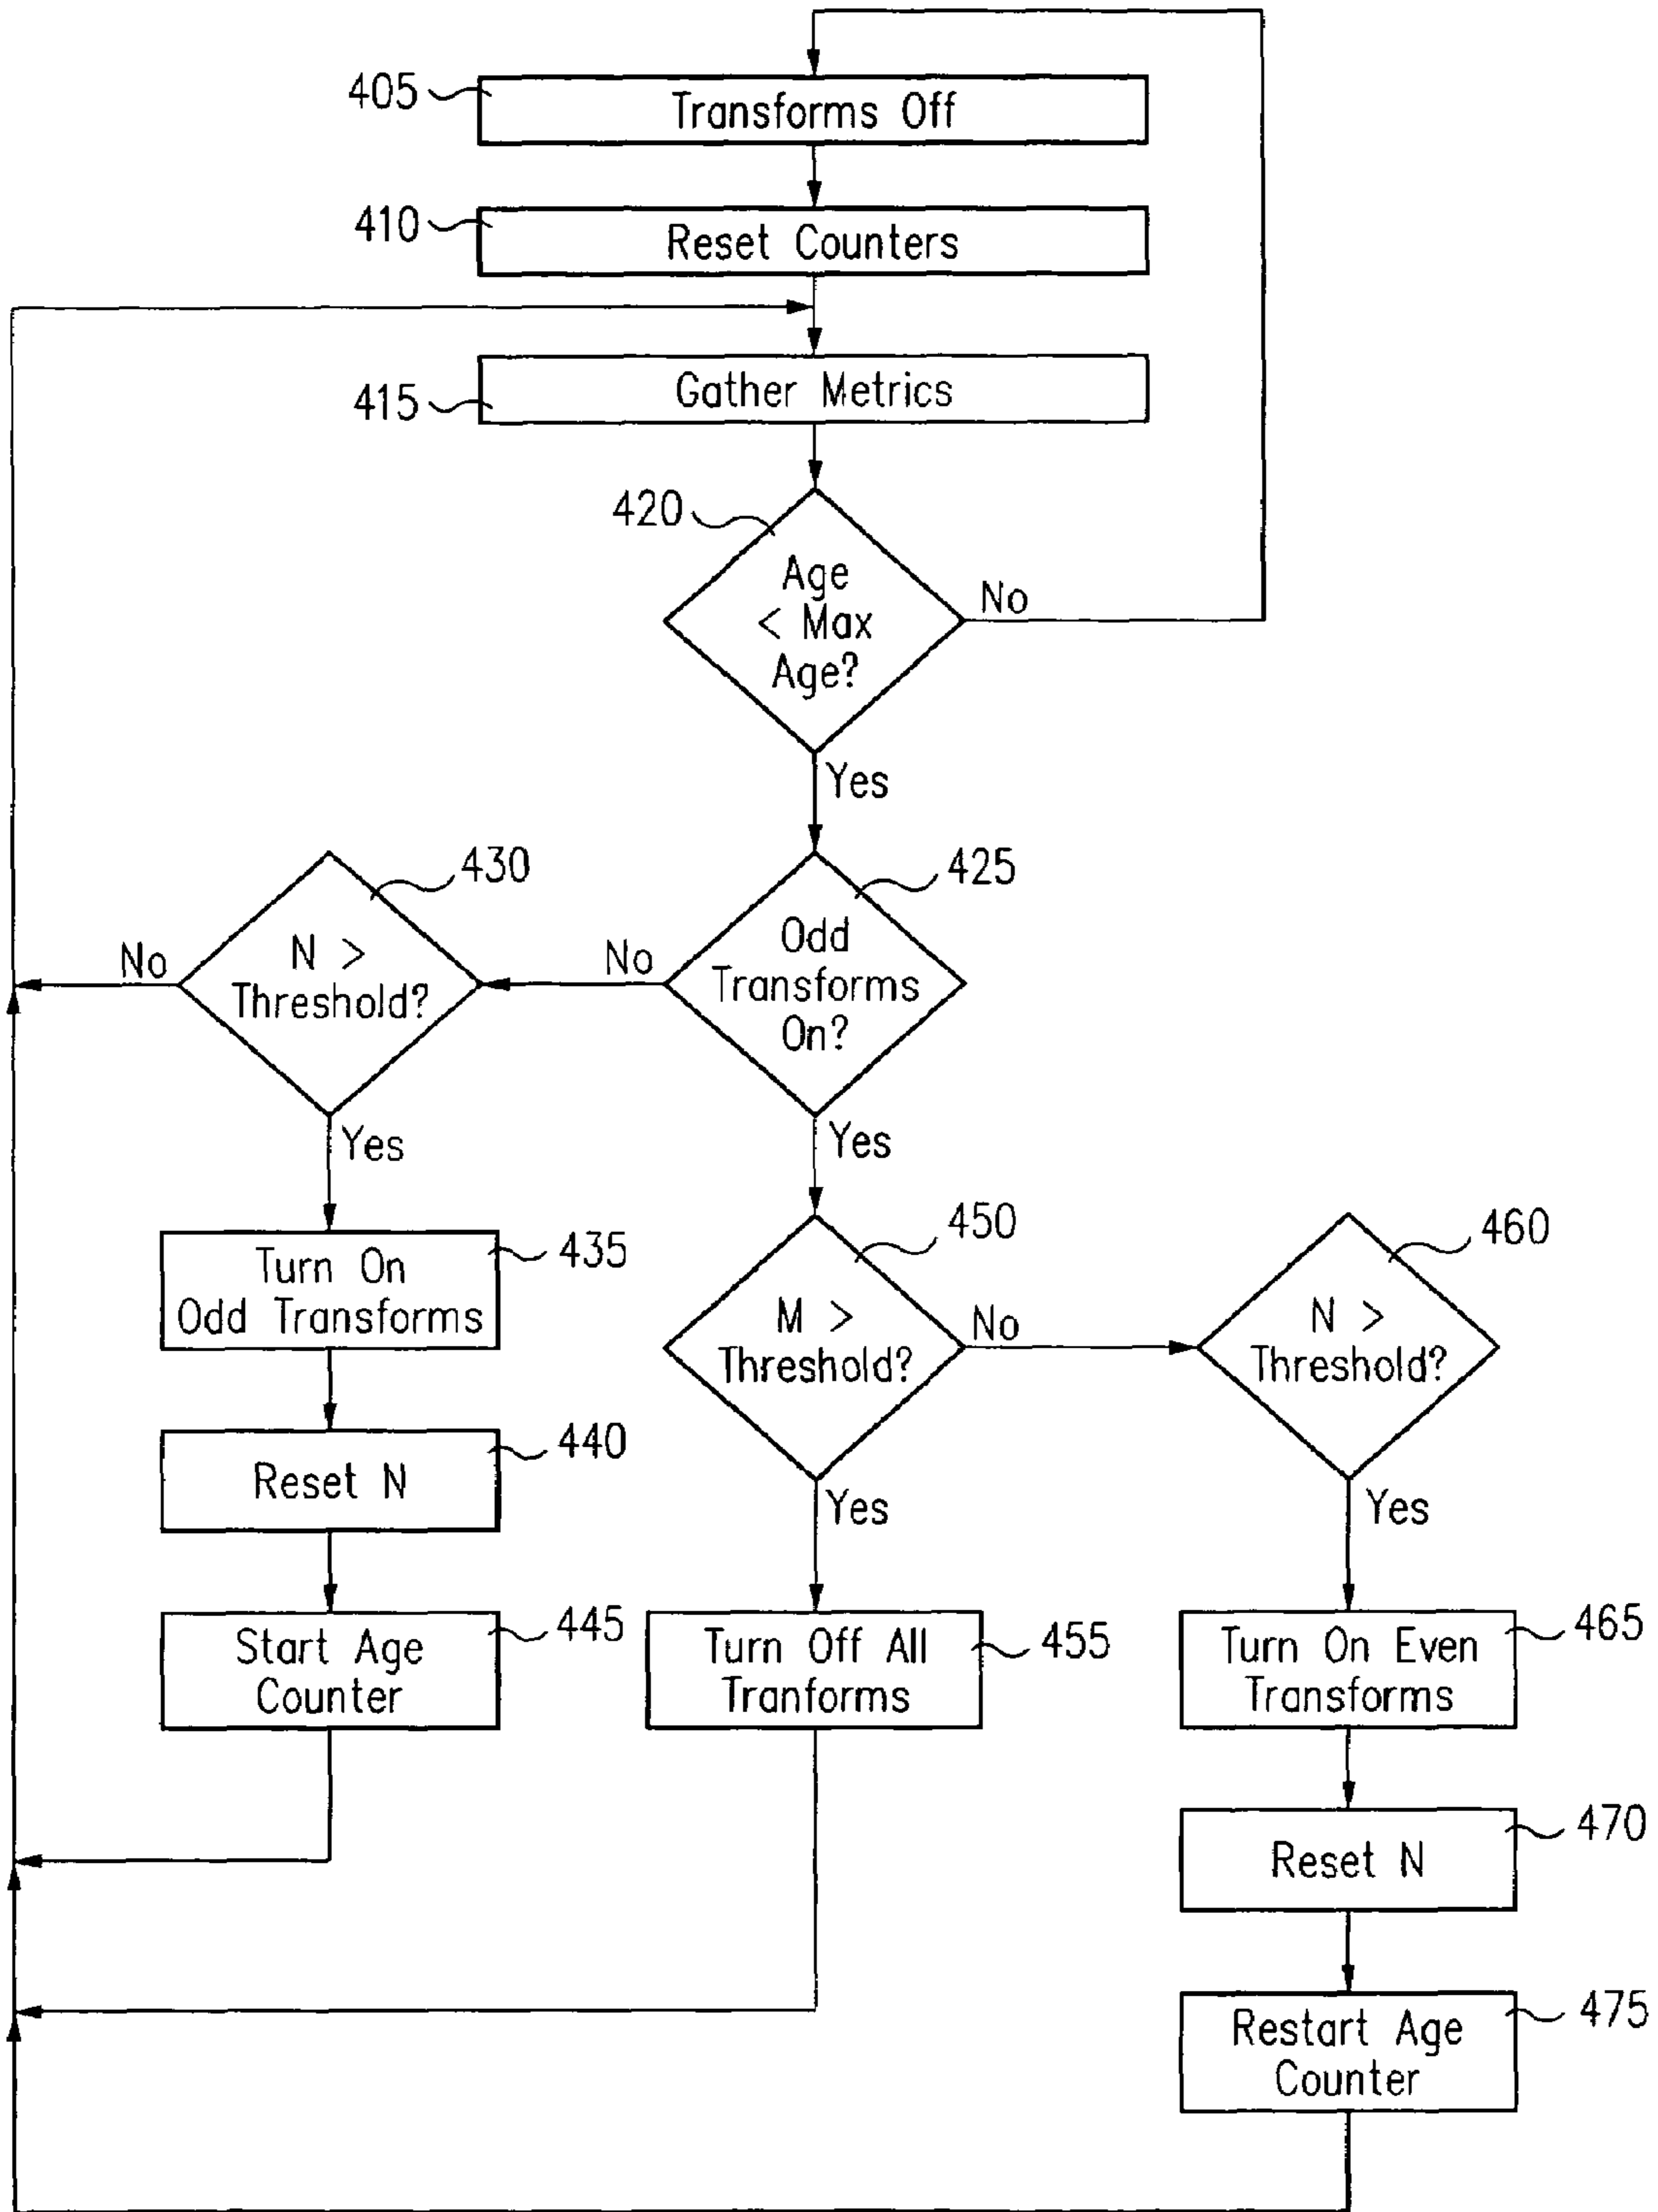 405
Transforms Off
410
Reset Counters
415
Gather Metrics
420
Age
< Max
Age?
No
Yes
430
425
N >
Threshold?
No
No
Odd
Transforms
On?
Yes
Yes
435
Turn On
Odd Transforms
450
M >
Threshold?
No
460
N >
Threshold?
440
Reset N
Yes
Yes
445
Start Age
Counter
455
Turn Off All
Tranforms
465
Turn On Even
Transforms
470
Reset N
475
Restart Age
Counter